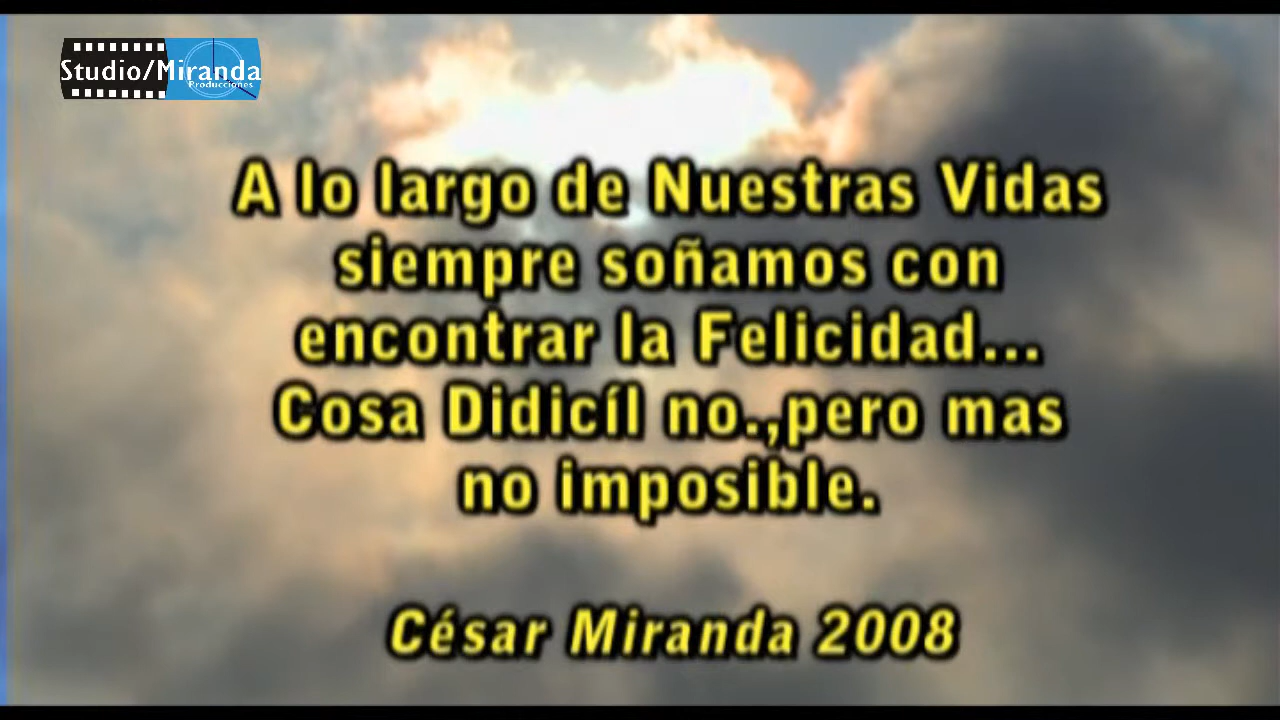 Studio/Miranda
Producciones
A lo largo de Nuestras Vidas
siempre soñamos con
encontrar la Felicidad...
Cosa Didicíl no.,pero mas
no imposible.
César Miranda 2008